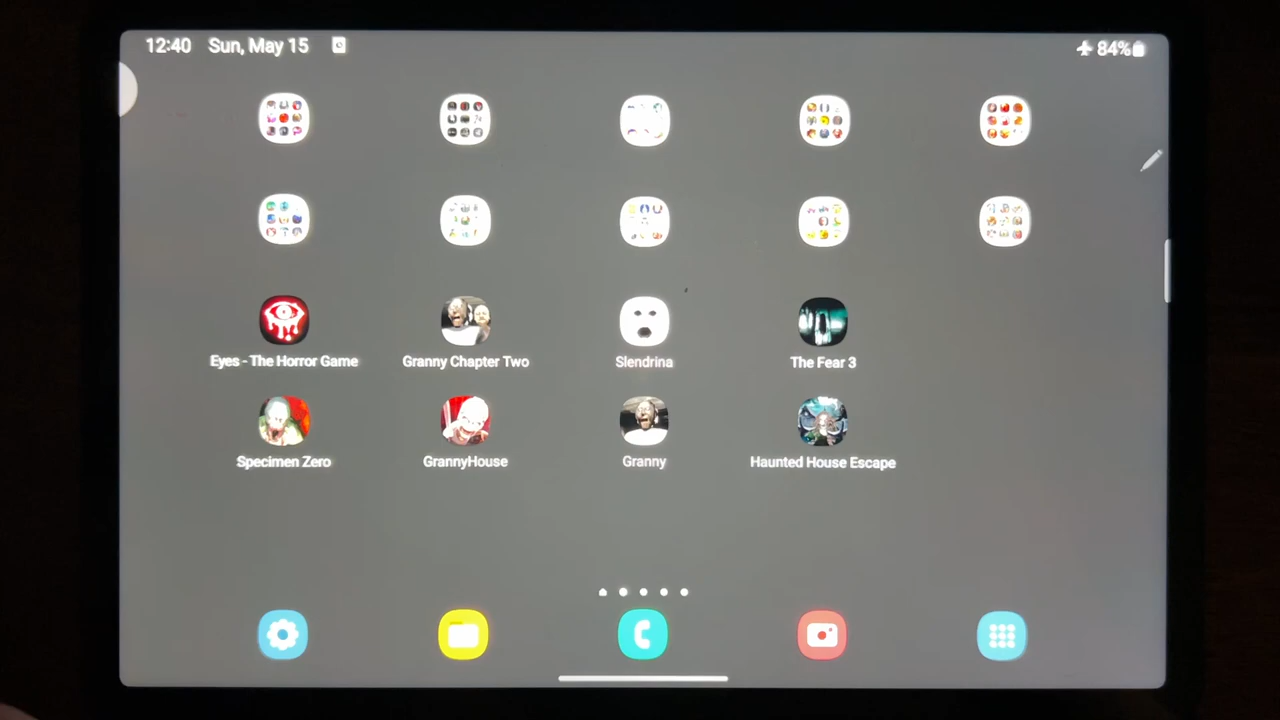 12:40 Sun, May 15 84%
Eyes - The Horror Game Granny Chapter Two Slendrina The Fear 3
Specimen Zero GrannyHouse Granny Haunted House Escape